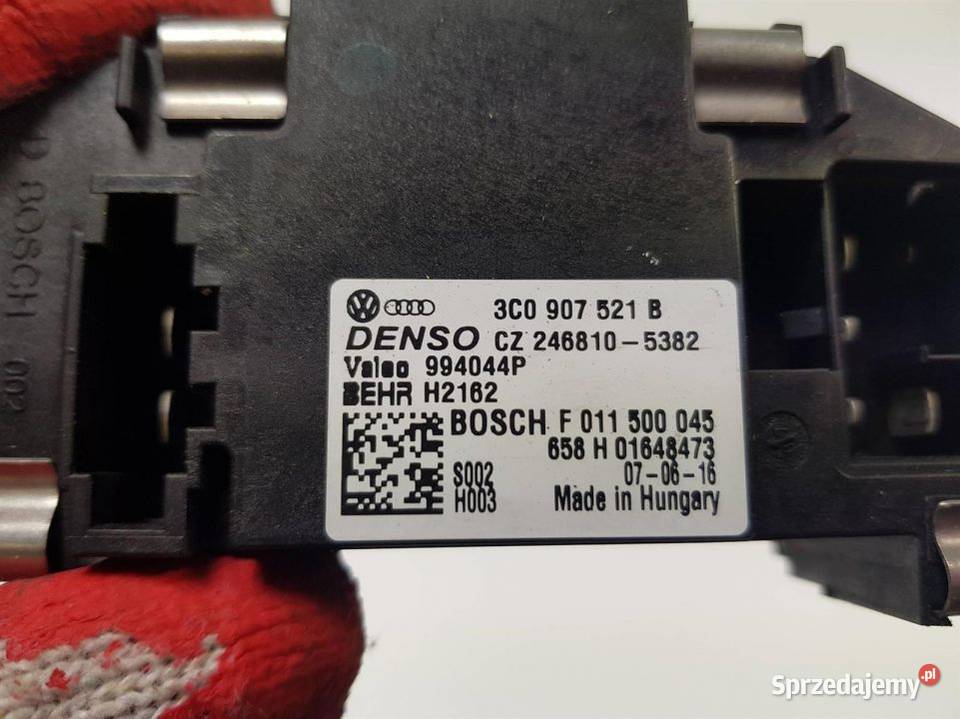 BOSCH 002
3C0 907 521 B
DENSO CZ 246810-5382
Valeo 994044P
BEHR H2162
BOSCH F 011 500 045
658 H 01648473
S002 07-06-16
H003 Made in Hungary
Sprzedajemy.pl